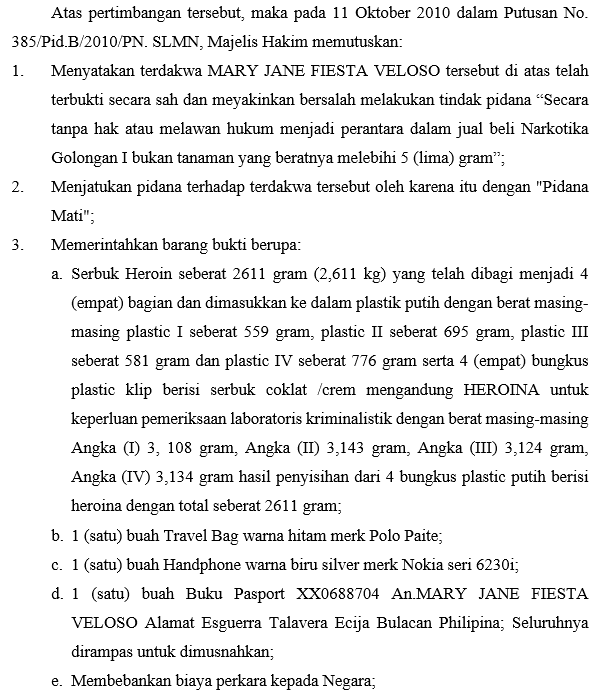 Atas pertimbangan tersebut, maka pada 11 Oktober 2010 dalam Putusan No.
385/Pid.B/2010/PN. SLMN, Majelis Hakim memutuskan:
1. Menyatakan terdakwa MARY JANE FIESTA VELOSO tersebut di atas telah
terbukti secara sah dan meyakinkan bersalah melakukan tindak pidana “Secara
tanpa hak atau melawan hukum menjadi perantara dalam jual beli Narkotika
Golongan I bukan tanaman yang beratnya melebihi 5 (lima) gram”;
2. Menjatukan pidana terhadap terdakwa tersebut oleh karena itu dengan "Pidana
Mati";
3. Memerintahkan barang bukti berupa:
a. Serbuk Heroin seberat 2611 gram (2,611 kg) yang telah dibagi menjadi 4
(empat) bagian dan dimasukkan ke dalam plastik putih dengan berat masing-
masing plastic I seberat 559 gram, plastic II seberat 695 gram, plastic III
seberat 581 gram dan plastic IV seberat 776 gram serta 4 (empat) bungkus
plastic klip berisi serbuk coklat /crem mengandung HEROINA untuk
keperluan pemeriksaan laboratoris kriminalistik dengan berat masing-masing
Angka (I) 3, 108 gram, Angka (II) 3,143 gram, Angka (III) 3,124 gram,
Angka (IV) 3,134 gram hasil penyisihan dari 4 bungkus plastic putih berisi
heroina dengan total seberat 2611 gram;
b. 1 (satu) buah Travel Bag warna hitam merk Polo Paite;
c. 1 (satu) buah Handphone warna biru silver merk Nokia seri 6230i;
d. 1 (satu) buah Buku Pasport XX0688704 An.MARY JANE FIESTA
VELOSO Alamat Esguerra Talavera Ecija Bulacan Philipina; Seluruhnya
dirampas untuk dimusnahkan;
e. Membebankan biaya perkara kepada Negara;